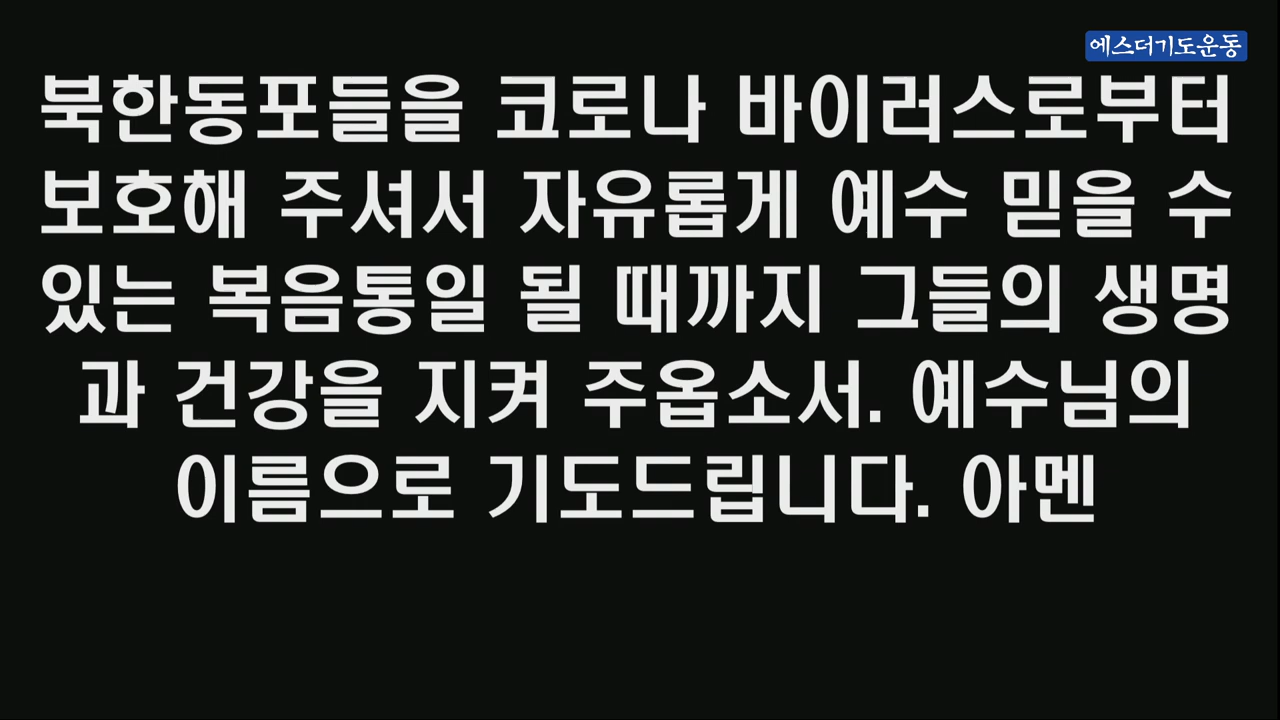 에스더기도운동
북한동포들을 코로나 바이러스로부터
보호해 주셔서 자유롭게 예수 믿을 수
있는 복음통일 될 때까지 그들의 생명
과 건강을 지켜 주옵소서. 예수님의
이름으로 기도드립니다. 아멘